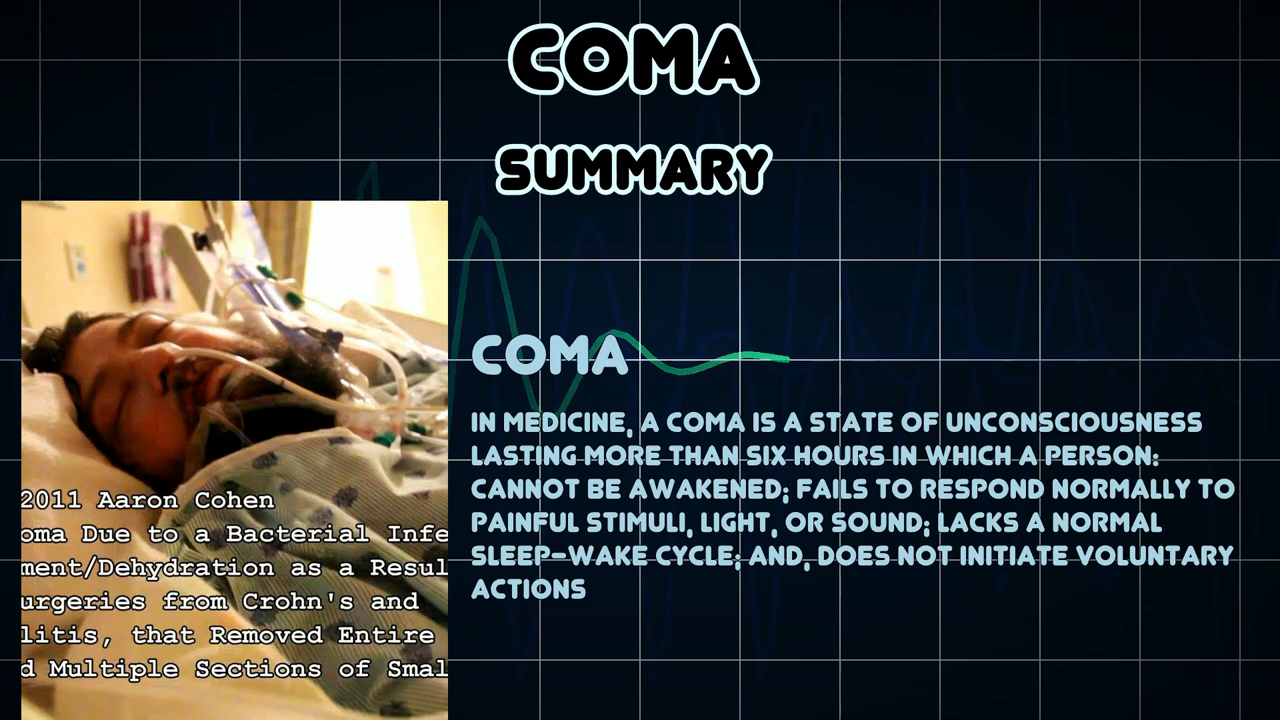 COMA
SUMMARY
COMA
IN MEDICINE, A COMA IS A STATE OF UNCONSCIOUSNESS
LASTING MORE THAN SIX HOURS IN WHICH A PERSON:
CANNOT BE AWAKENED; FAILS TO RESPOND NORMALLY TO
PAINFUL STIMULI, LIGHT, OR SOUND; LACKS A NORMAL
SLEEP-WAKE CYCLE; AND, DOES NOT INITIATE VOLUNTARY
ACTIONS
2011 Aaron Cohen
oma Due to a Bacterial Infe
ment/Dehydration as a Resul
urgeries from Crohn's and
litis, that Removed Entire
d Multiple Sections of Smal